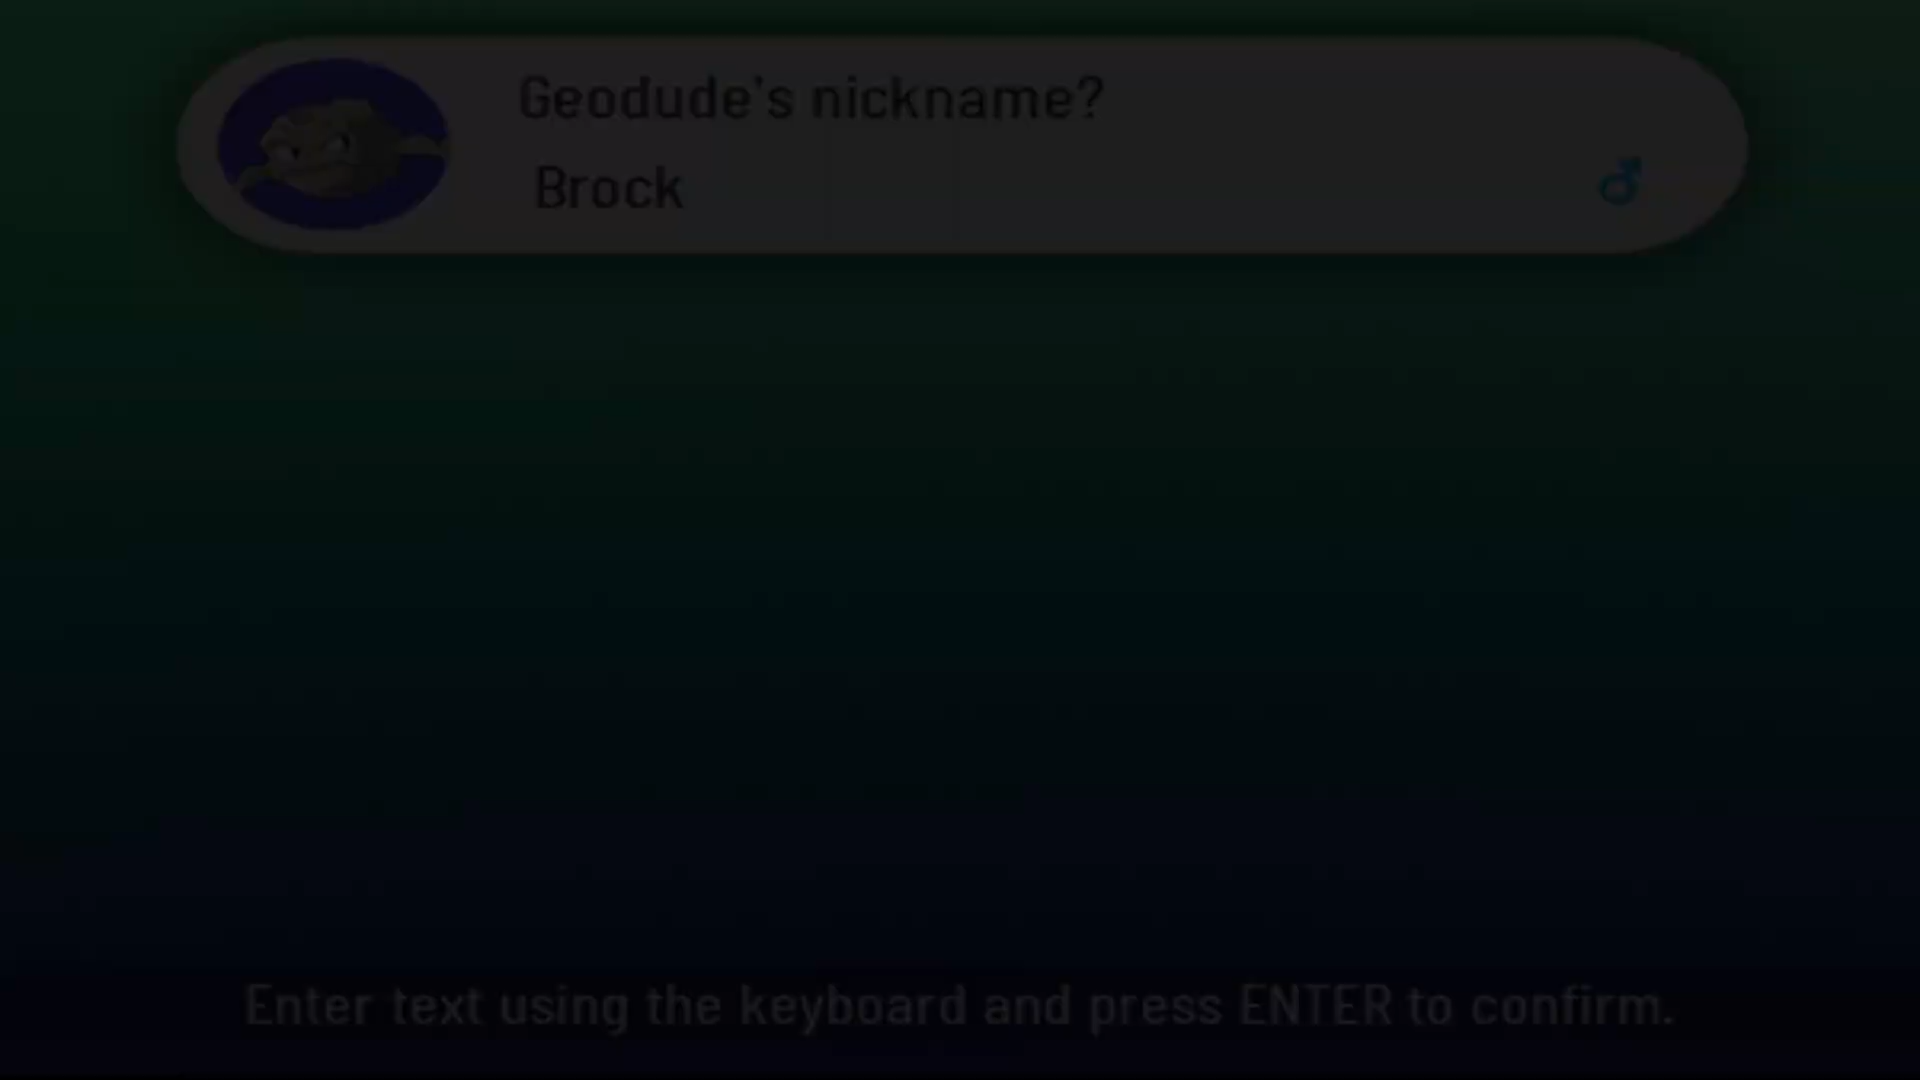 Geodude's nickname?
Brock
♂
Enter text using the keyboard and press ENTER to confirm.